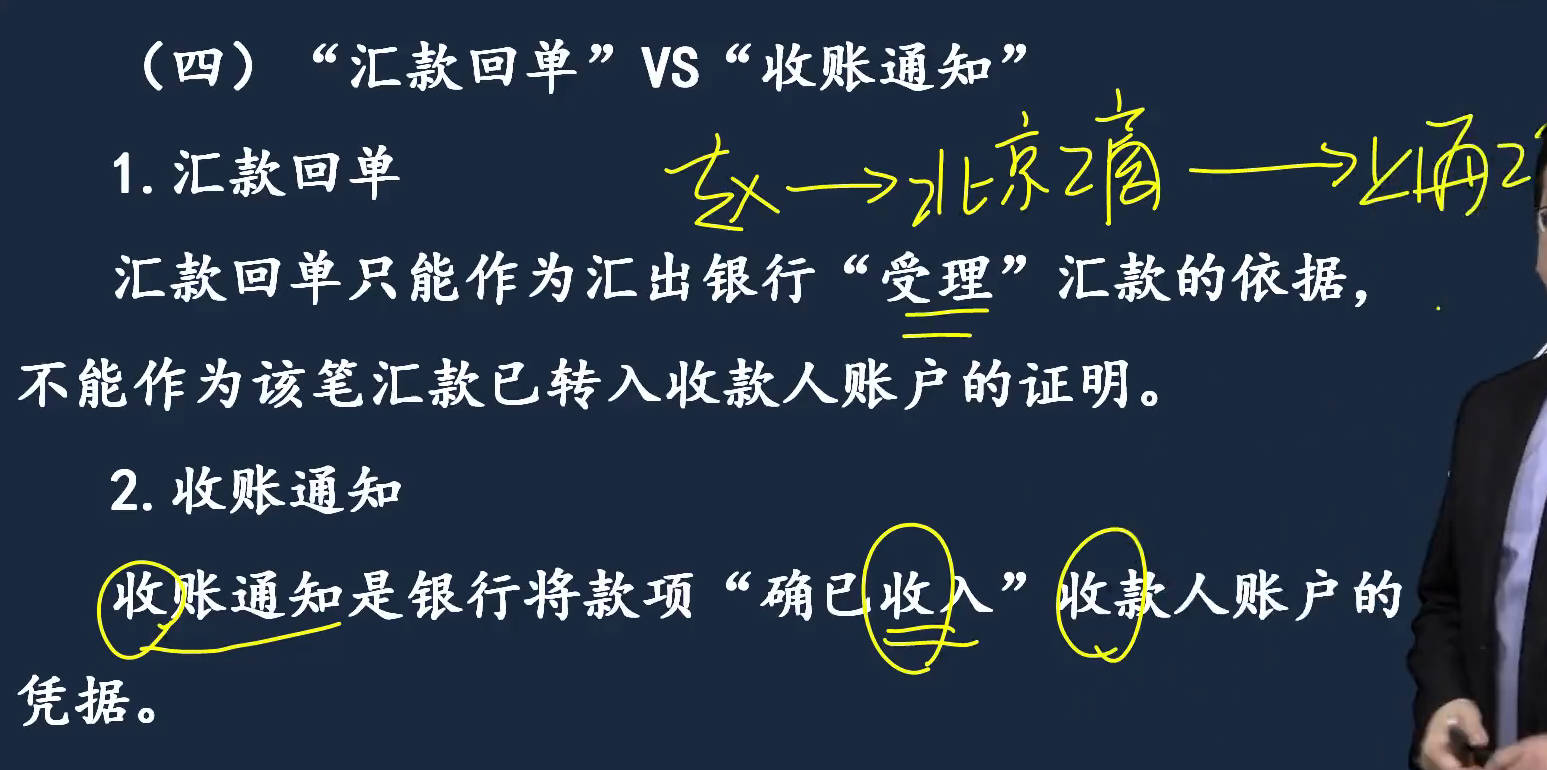 （四）“汇款回单”VS“收账通知”
1.汇款回单
赵→北京工商→上海工
汇款回单只能作为汇出银行“受理”汇款的依据，
不能作为该笔汇款已转入收款人账户的证明。
2.收账通知
收账通知是银行将款项“确已收入”收款人账户的
凭据。